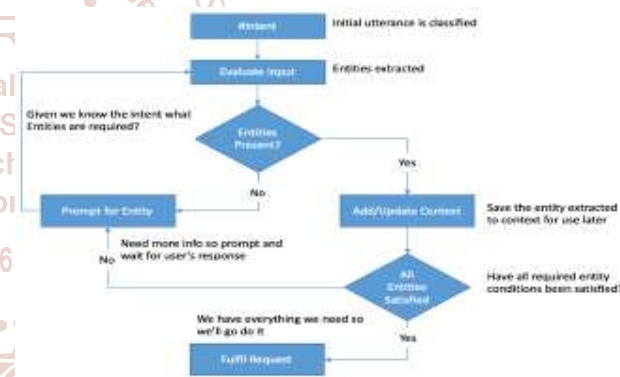 #Intent
Initial utterance is classified
Evaluate Input
Entities extracted
Given we know the intent what
Entities are required?
Entities
Present?
Yes
No
Prompt for Entity
Add/Update Context
Save the entity extracted
to context for use later
Need more info so prompt and
wait for user's response
No
All
Entities
Satisfied
Have all required entity
conditions been satisfied?
We have everything we need so
we'll go do it
Yes
Fulfil Request